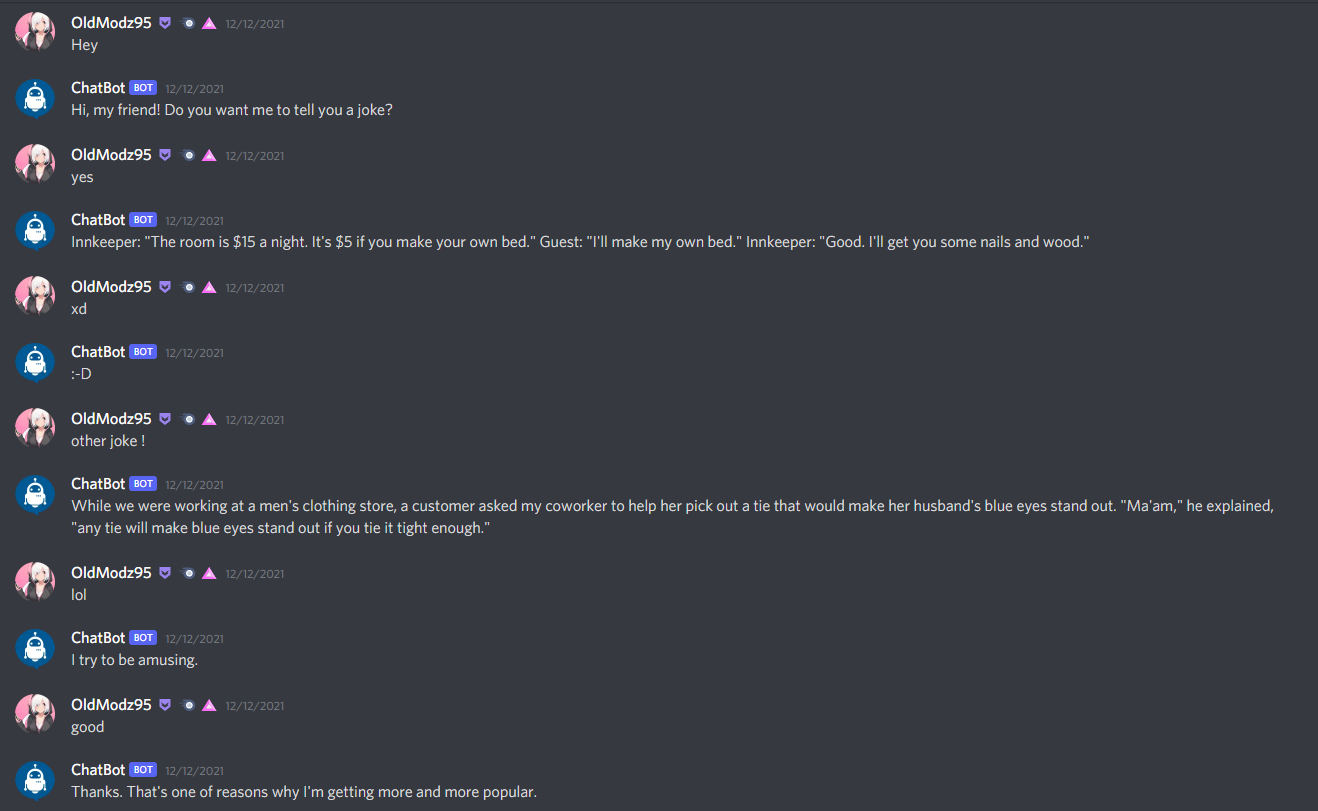 OldModz95 12/12/2021
Hey
ChatBot BOT 12/12/2021
Hi, my friend! Do you want me to tell you a joke?
OldModz95 12/12/2021
yes
ChatBot BOT 12/12/2021
Innkeeper: "The room is $15 a night. It's $5 if you make your own bed." Guest: "I'll make my own bed." Innkeeper: "Good. I'll get you some nails and wood."
OldModz95 12/12/2021
xd
ChatBot BOT 12/12/2021
:-D
OldModz95 12/12/2021
other joke !
ChatBot BOT 12/12/2021
While we were working at a men's clothing store, a customer asked my coworker to help her pick out a tie that would make her husband's blue eyes stand out. "Ma'am," he explained,
"any tie will make blue eyes stand out if you tie it tight enough."
OldModz95 12/12/2021
lol
ChatBot BOT 12/12/2021
I try to be amusing.
OldModz95 12/12/2021
good
ChatBot BOT 12/12/2021
Thanks. That's one of reasons why I'm getting more and more popular.